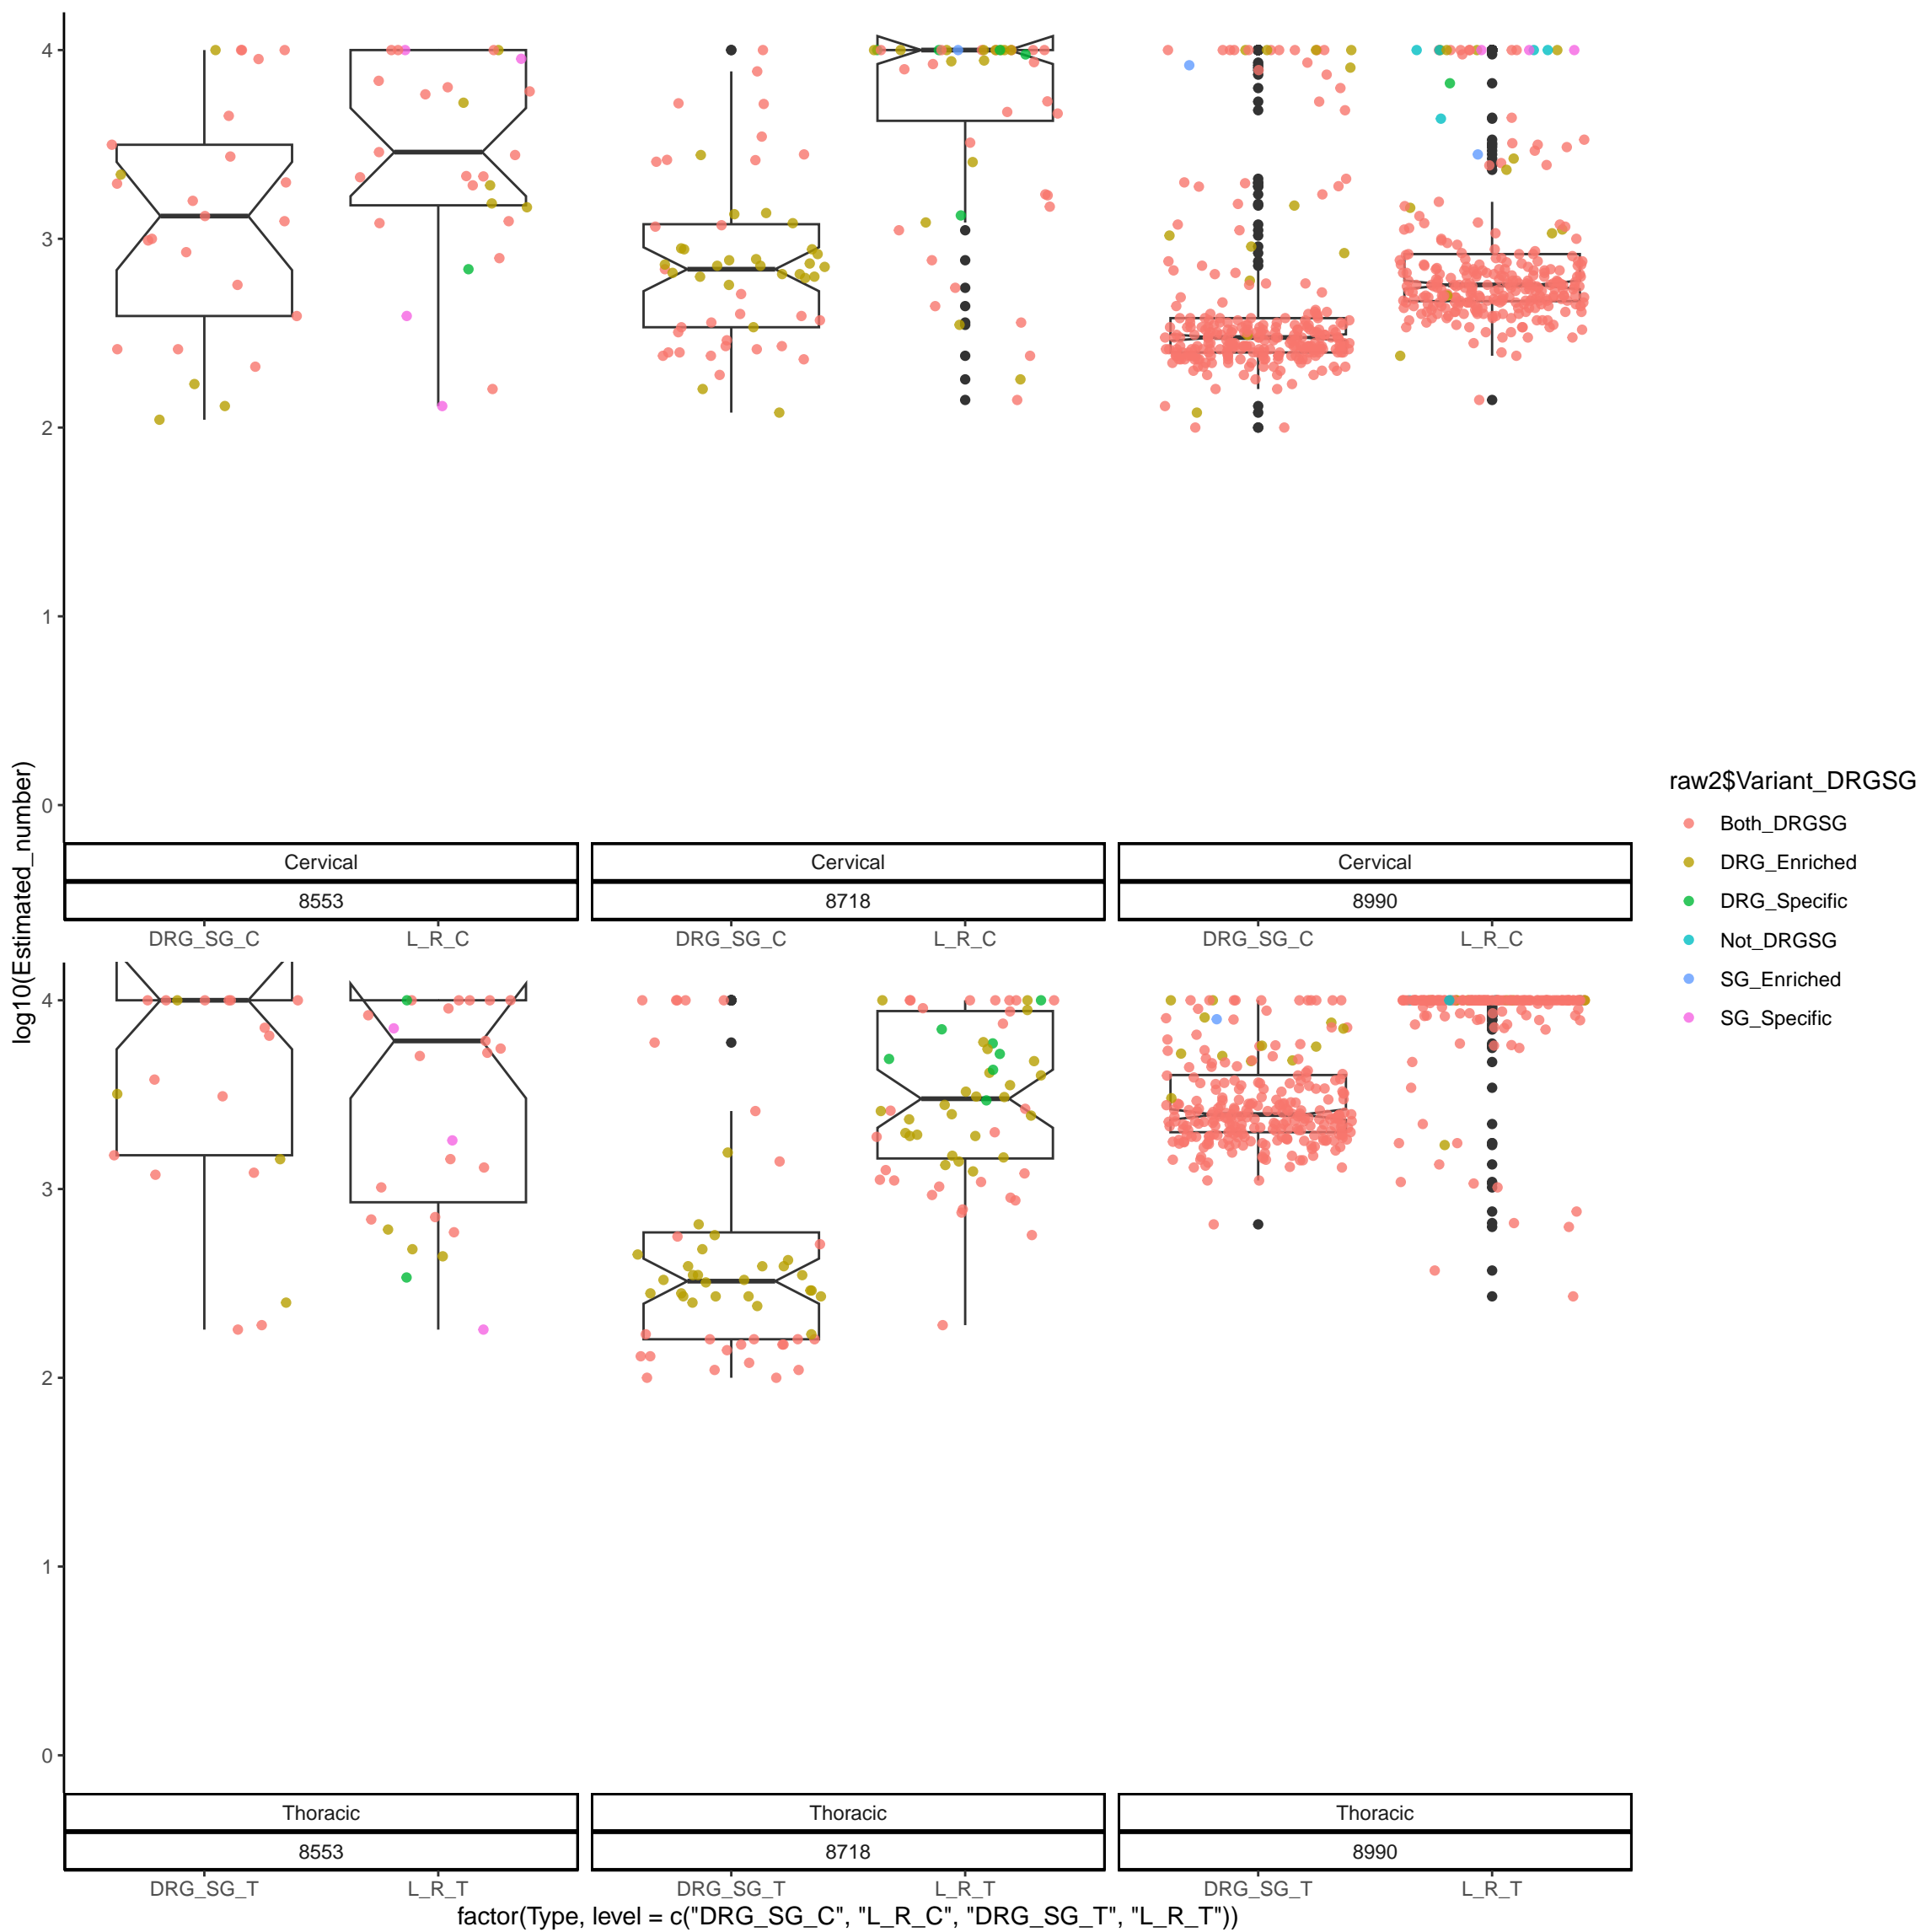 log10(Estimated_number)
4
3
2
1
0
Cervical
8553
DRG_SG_C
L_R_C
Cervical
8718
DRG_SG_C
L_R_C
Cervical
8990
DRG_SG_C
L_R_C
4
3
2
1
0
Thoracic
8553
DRG_SG_T
L_R_T
Thoracic
8718
DRG_SG_T
L_R_T
Thoracic
8990
DRG_SG_T
L_R_T
factor(Type, level = c("DRG_SG_C", "L_R_C", "DRG_SG_T", "L_R_T"))
raw2$Variant_DRGSG
Both_DRGSG
DRG_Enriched
DRG_Specific
Not_DRGSG
SG_Enriched
SG_Specific